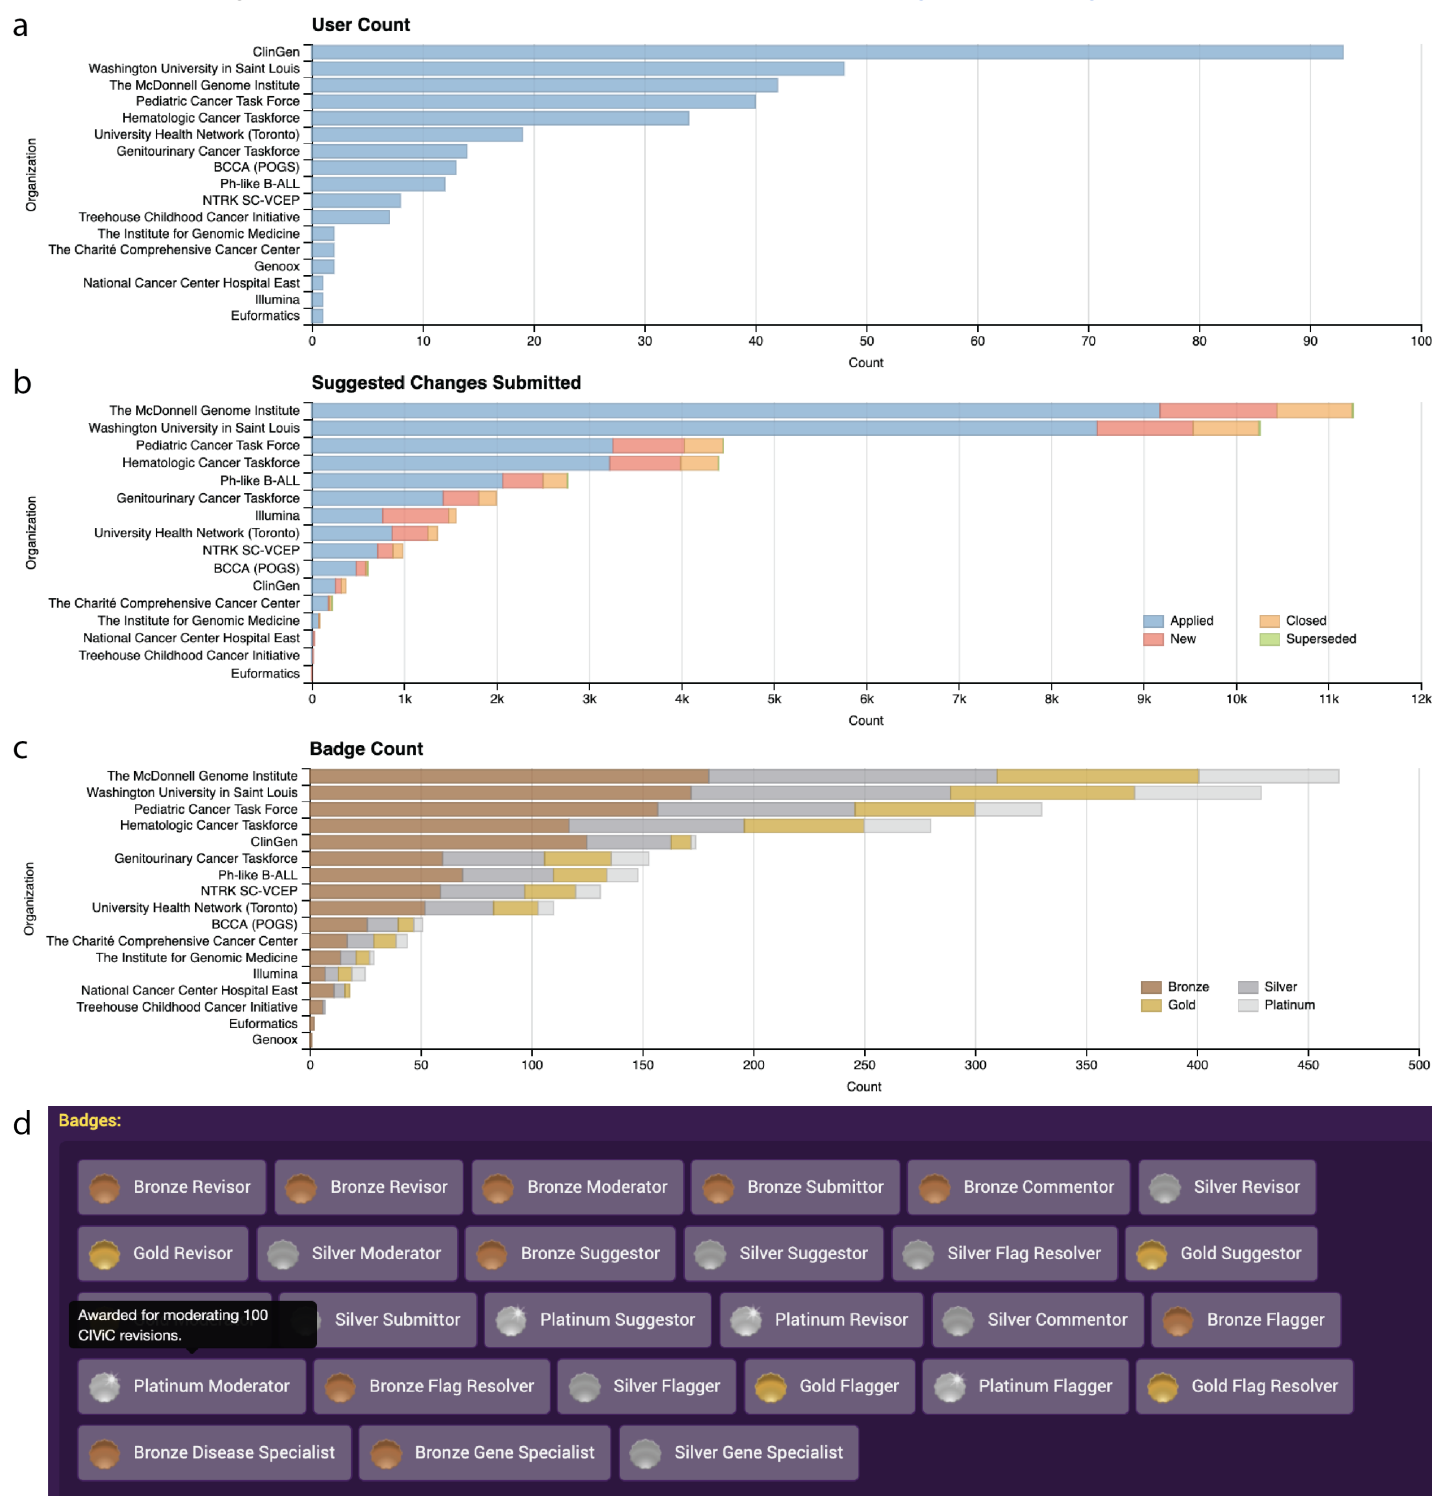 a
User Count
ClinGen
Washington University in Saint Louis
The McDonnell Genome Institute
Pediatric Cancer Task Force
Hematologic Cancer Taskforce
University Health Network (Toronto)
Genitourinary Cancer Taskforce
BCCA (POGS)
Ph-like B-ALL
NTRK SC-VCEP
Treehouse Childhood Cancer Initiative
The Institute for Genomic Medicine
The Charité Comprehensive Cancer Center
Genoox
National Cancer Center Hospital East
Illumina
Euformatics
Organization
0 10 20 30 40 50 60 70 80 90 100
Count
b
Suggested Changes Submitted
The McDonnell Genome Institute
Washington University in Saint Louis
Pediatric Cancer Task Force
Hematologic Cancer Taskforce
Ph-like B-ALL
Genitourinary Cancer Taskforce
Illumina
University Health Network (Toronto)
NTRK SC-VCEP
BCCA (POGS)
ClinGen
The Charité Comprehensive Cancer Center
The Institute for Genomic Medicine
National Cancer Center Hospital East
Treehouse Childhood Cancer Initiative
Euformatics
Organization
Applied Closed
New Superseded
0 1k 2k 3k 4k 5k 6k 7k 8k 9k 10k 11k 12k
Count
c
Badge Count
The McDonnell Genome Institute
Washington University in Saint Louis
Pediatric Cancer Task Force
Hematologic Cancer Taskforce
ClinGen
Genitourinary Cancer Taskforce
Ph-like B-ALL
NTRK SC-VCEP
University Health Network (Toronto)
BCCA (POGS)
The Charité Comprehensive Cancer Center
The Institute for Genomic Medicine
Illumina
National Cancer Center Hospital East
Treehouse Childhood Cancer Initiative
Euformatics
Genoox
Organization
Bronze Silver
Gold Platinum
0 50 100 150 200 250 300 350 400 450 500
Count
d
Badges:
Bronze Revisor Bronze Revisor Bronze Moderator Bronze Submittor Bronze Commentor Silver Revisor
Gold Revisor Silver Moderator Bronze Suggestor Silver Suggestor Silver Flag Resolver Gold Suggestor
Awarded for moderating 100
CIViC revisions.
Silver Submittor Platinum Suggestor Platinum Revisor Silver Commentor Bronze Flagger
Platinum Moderator Bronze Flag Resolver Silver Flagger Gold Flagger Platinum Flagger Gold Flag Resolver
Bronze Disease Specialist Bronze Gene Specialist Silver Gene Specialist